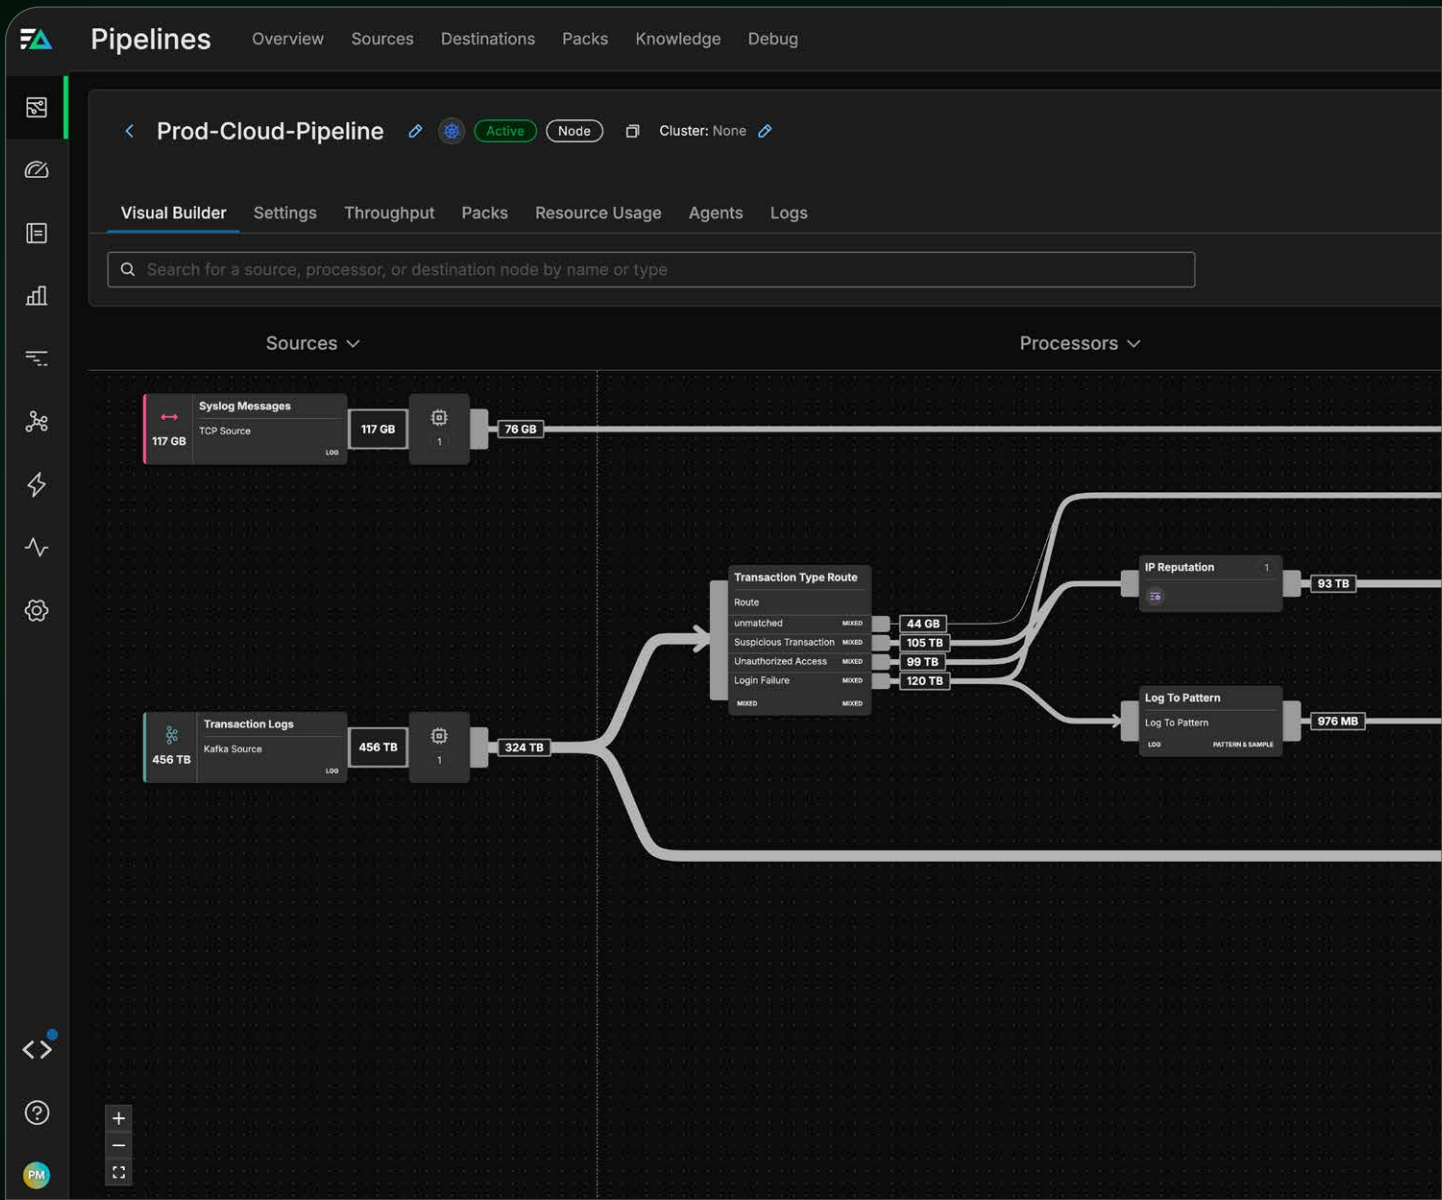 Pipelines Overview Sources Destinations Packs Knowledge Debug
Prod-Cloud-Pipeline Active Node Cluster: None
Visual Builder Settings Throughput Packs Resource Usage Agents Logs
Search for a source, processor, or destination node by name or type
Sources Processors
Syslog Messages
TCP Source
117 GB
LOG
117 GB
1
76 GB
Transaction Type Route
Route
unmatched MIXED 44 GB
Suspicious Transaction MIXED 105 TB
Unauthorized Access MIXED 99 TB
Login Failure MIXED 120 TB
MIXED MIXED
IP Reputation 1
93 TB
Log To Pattern
Log To Pattern
LOG PATTERN & SAMPLE
976 MB
Transaction Logs
Kafka Source
456 TB
LOG
456 TB
1
324 TB
PM